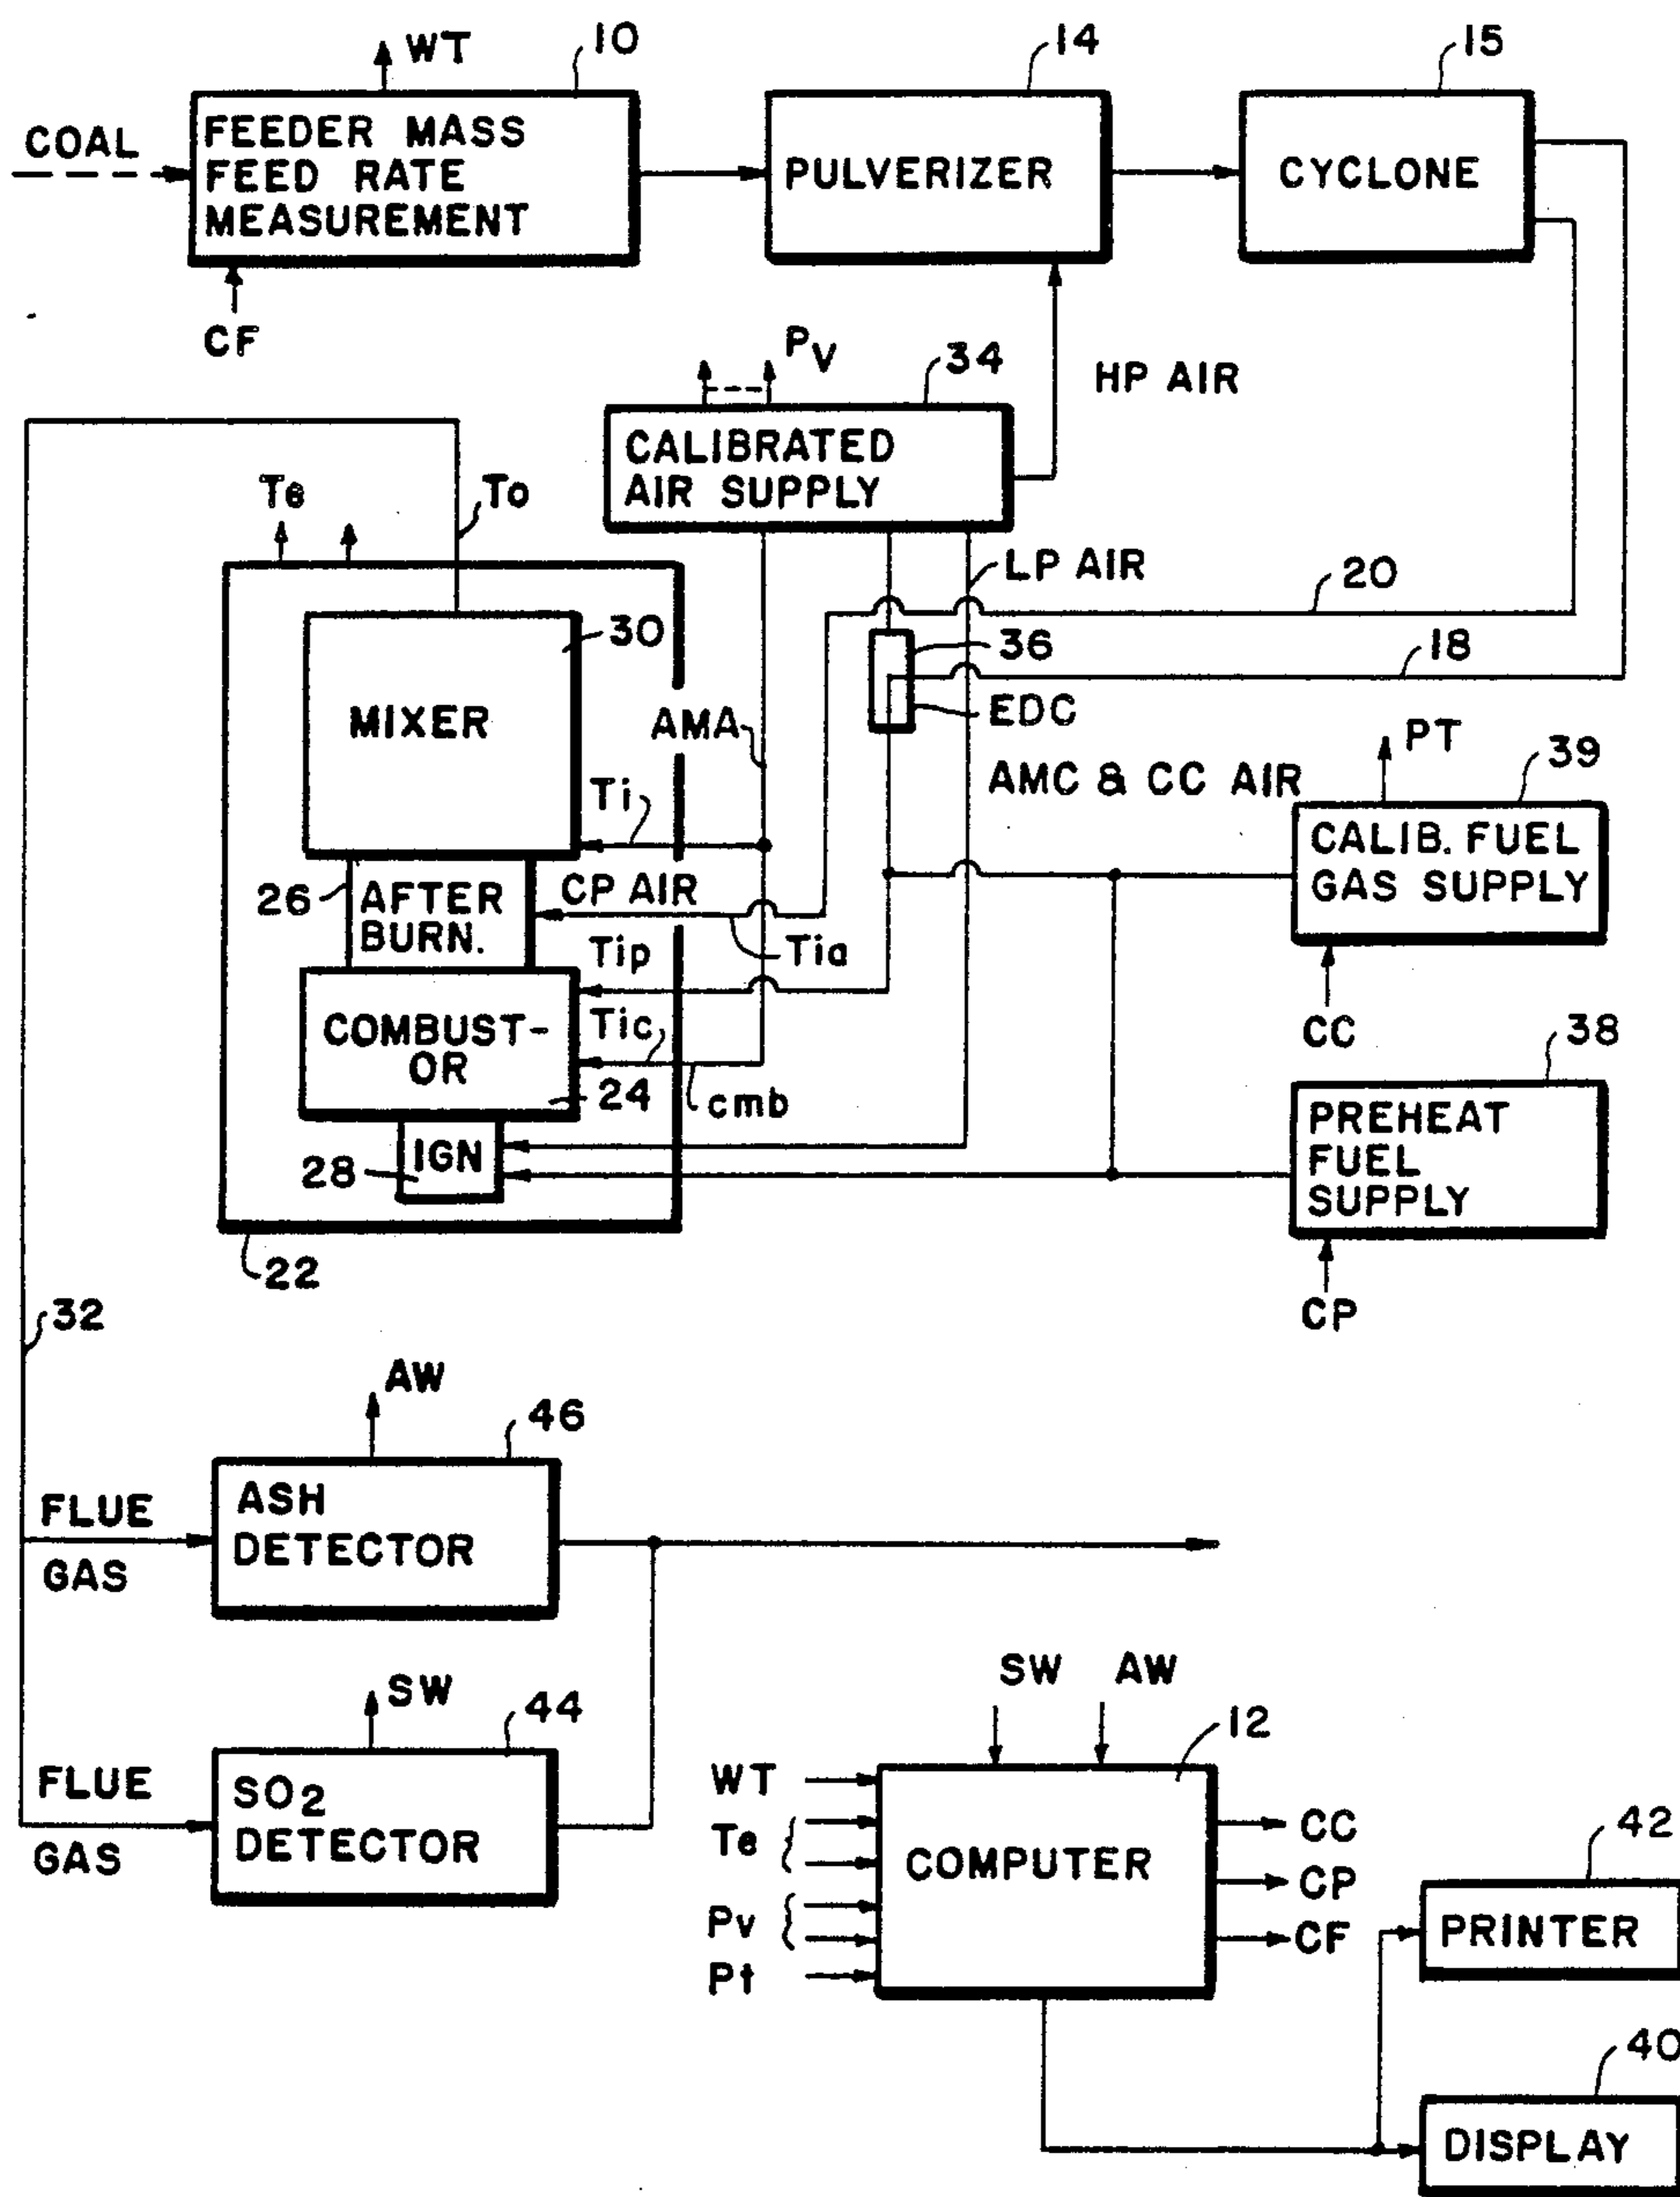 WT
10
14
15
COAL
FEEDER MASS
FEED RATE
MEASUREMENT
PULVERIZER
CYCLONE
CF
PV
34
HP AIR
CALIBRATED
AIR SUPPLY
Te
To
LP AIR
20
30
36
18
MIXER
AMA
EDC
PT
39
AMC & CC AIR
Ti
CALIB. FUEL
GAS SUPPLY
26
AFTER
BURN.
CP AIR
Tip
Tia
CC
38
COMBUST-
OR
Tic
24
cmb
PREHEAT
FUEL
SUPPLY
IGN
28
22
CP
32
AW
46
FLUE
GAS
ASH
DETECTOR
SW
44
FLUE
GAS
SO2
DETECTOR
SW
AW
12
WT
Te
Pv
Pt
COMPUTER
CC
CP
CF
42
PRINTER
40
DISPLAY